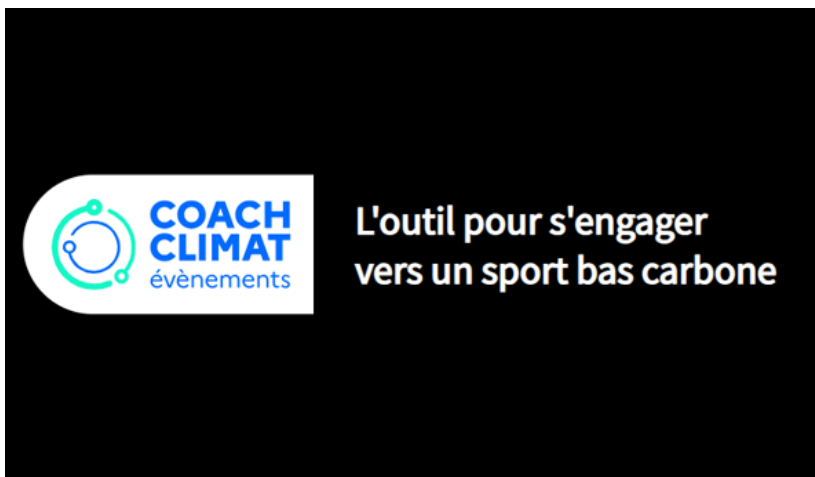 COACH
CLIMAT
évènements
L'outil pour s'engager
vers un sport bas carbone